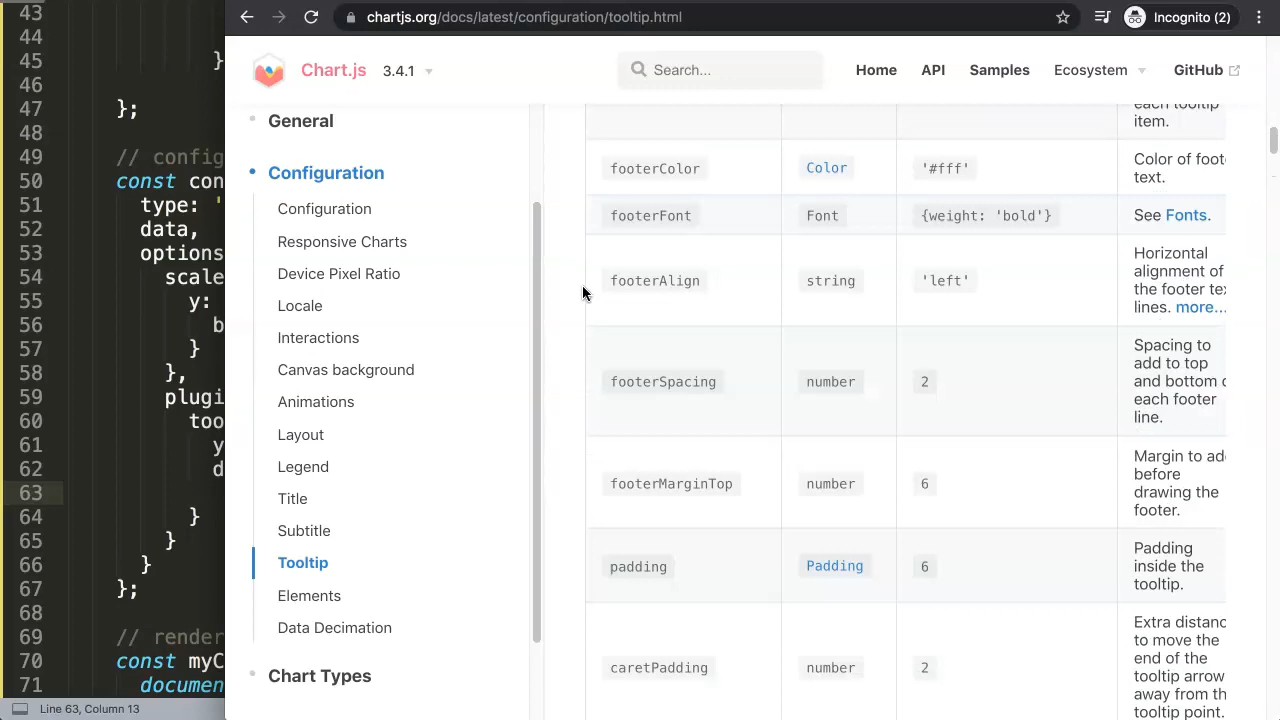 43
44
45 }
46
47 };
48
49 // config
50 const con
51 type: '
52 data,
53 options
54 scale
55 y:
56 b
57 }
58 },
59 plugi
60 too
61 y
62 d
63
64 }
65 }
66 }
67 };
68
69 // render
70 const myC
71 documen
Line 63, Column 13
chartjs.org/docs/latest/configuration/tooltip.html
Incognito (2)
Chart.js 3.4.1
Search...
Home API Samples Ecosystem GitHub
General
Configuration
Configuration
Responsive Charts
Device Pixel Ratio
Locale
Interactions
Canvas background
Animations
Layout
Legend
Title
Subtitle
Tooltip
Elements
Data Decimation
Chart Types
each tooltip
item.
footerColor Color '#fff' Color of foote
text.
footerFont Font {weight: 'bold'} See Fonts.
footerAlign string 'left' Horizontal
alignment of
the footer tex
lines. more...
footerSpacing number 2 Spacing to
add to top
and bottom o
each footer
line.
footerMarginTop number 6 Margin to add
before
drawing the
footer.
padding Padding 6 Padding
inside the
tooltip.
caretPadding number 2 Extra distanc
to move the
end of the
tooltip arrow
away from th
tooltip point.